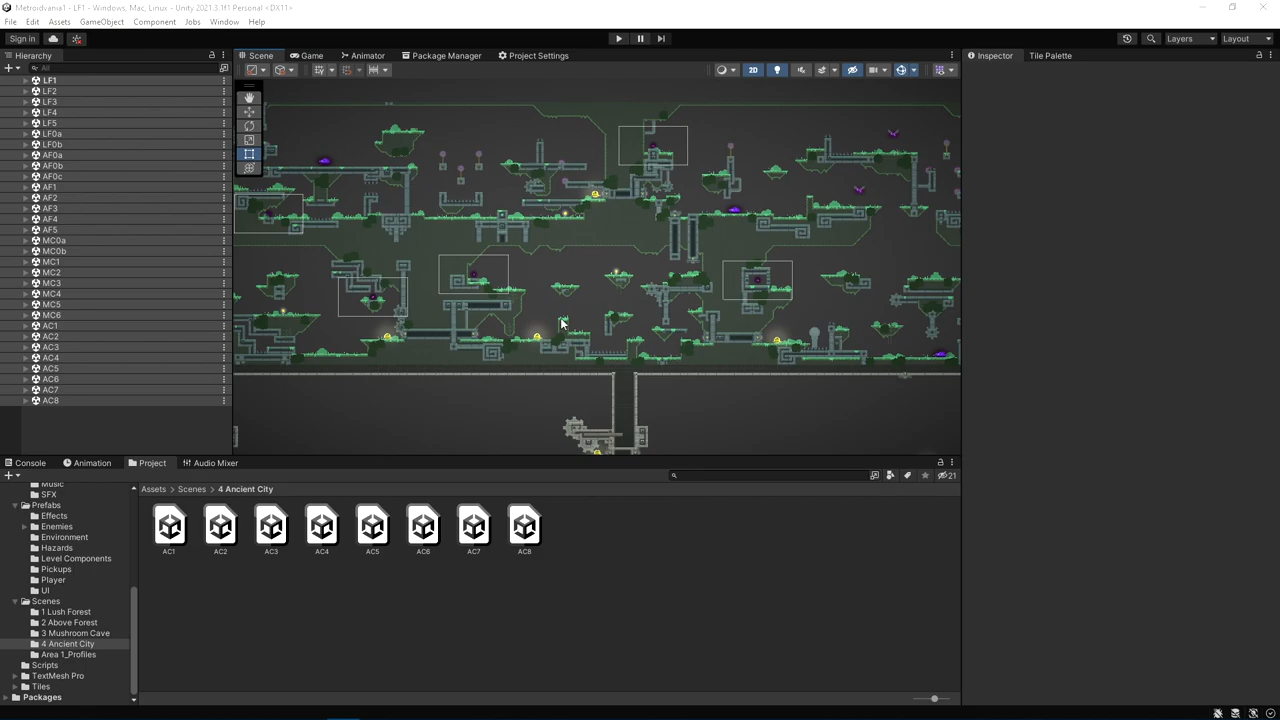 Metroidvania1 - LF1 - Windows, Mac, Linux - Unity 2021.3.1f1 Personal <DX11>
File Edit Assets GameObject Component Jobs Window Help
Sign in
Layers Layout
Hierarchy
All
LF1
LF2
LF3
LF4
LF5
LF0a
LF0b
AF0a
AF0b
AF0c
AF1
AF2
AF3
AF4
AF5
MC0a
MC0b
MC1
MC2
MC3
MC4
MC5
MC6
AC1
AC2
AC3
AC4
AC5
AC6
AC7
AC8
Scene Game Animator Package Manager Project Settings
2D
Inspector Tile Palette
Console Animation Project Audio Mixer
21
Music
SFX
Prefabs
Effects
Enemies
Environment
Hazards
Level Components
Pickups
Player
UI
Scenes
1 Lush Forest
2 Above Forest
3 Mushroom Cave
4 Ancient City
Area 1_Profiles
Scripts
TextMesh Pro
Tiles
Packages
Assets > Scenes > 4 Ancient City
AC1 AC2 AC3 AC4 AC5 AC6 AC7 AC8